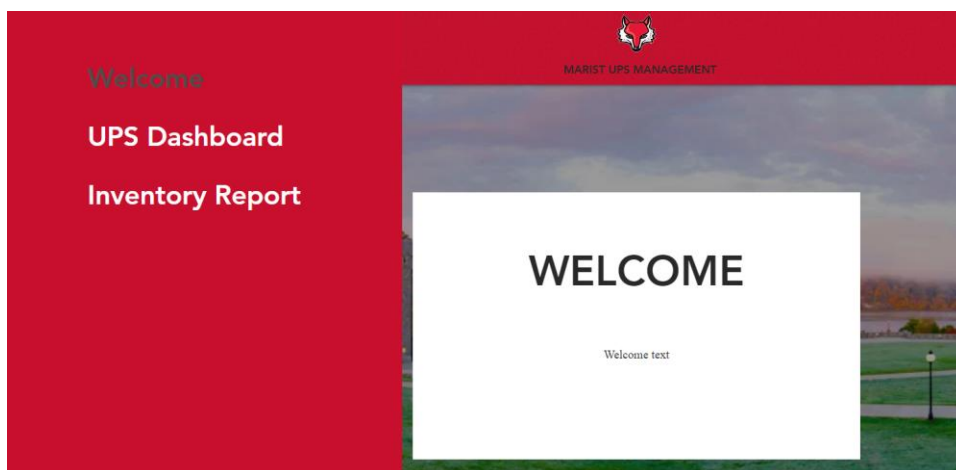 Welcome
UPS Dashboard
Inventory Report
MARIST UPS MANAGEMENT
WELCOME
Welcome text